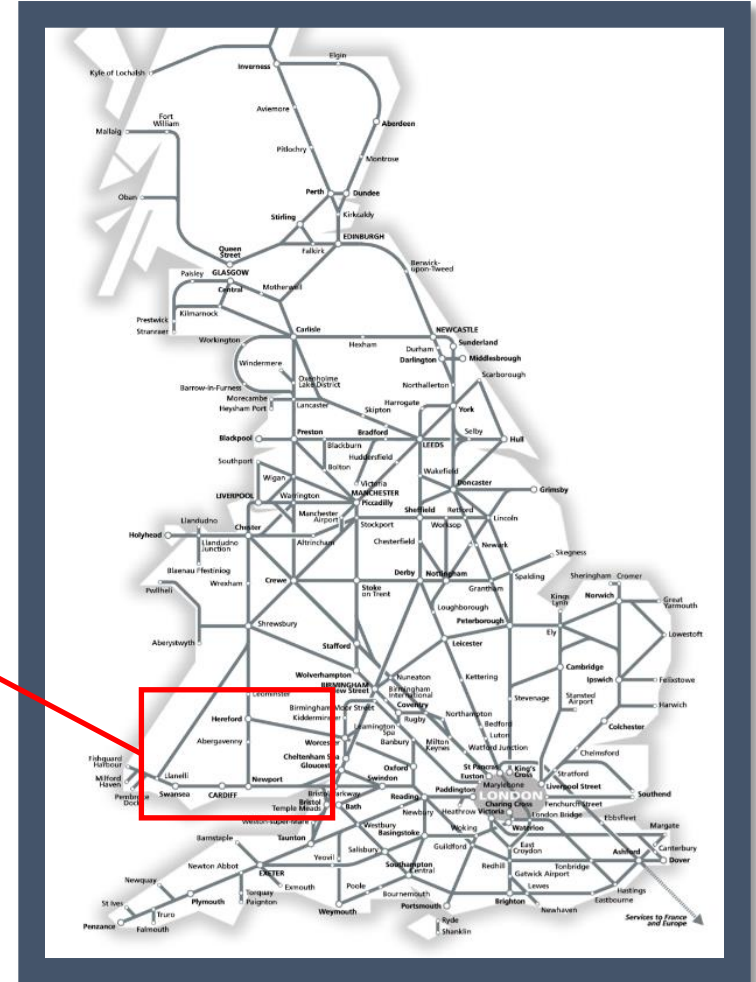 Elgin
Inverness
Kyle of Lochalsh
Aviemore
Fort
William
Aberdeen
Mallaig
Pitlochry
Montrose
Perth
Dundee
Oban
Kirkcaldy
Stirling
EDINBURGH
Queen
Street
Falkirk
Berwick-
upon-Tweed
Paisley
GLASGOW
Central
Motherwell
Prestwick
Kilmarnock
Stranraer
Carlisle
NEWCASTLE
Workington
Hexham
Sunderland
Durham
Darlington
Middlesbrough
Windermere
Scarborough
Oxenholme
Lake District
Barrow-in-Furness
Northallerton
Morecambe
Heysham Port
Lancaster
Harrogate
York
Skipton
Blackpool
Preston
Bradford
LEEDS
Selby
Hull
Blackburn
Huddersfield
Southport
Bolton
Wakefield
Wigan
Victoria
Doncaster
Grimsby
LIVERPOOL
Warrington
MANCHESTER
Piccadilly
Manchester
Airport
Sheffield
Retford
Lincoln
Llandudno
Stockport
Worksop
Holyhead
Chester
Llandudno
Junction
Altrincham
Chesterfield
Newark
Skegness
Blaenau Ffestiniog
Derby
Nottingham
Spalding
Sheringham
Cromer
Pwllheli
Wrexham
Crewe
Stoke
on Trent
Grantham
Kings
Lynn
Norwich
Great
Yarmouth
Loughborough
Peterborough
Shrewsbury
Ely
Lowestoft
Aberystwyth
Stafford
Leicester
Wolverhampton
Cambridge
BIRMINGHAM
New Street
Nuneaton
Kettering
Ipswich
Felixstowe
Birmingham
International
Stevenage
Stansted
Airport
Leominster
Birmingham Moor Street
Coventry
Harwich
Hereford
Kidderminster
Rugby
Northampton
Colchester
Leamington
Spa
Bedford
Abergavenny
Worcester
Banbury
Milton
Keynes
Luton
Watford Junction
Chelmsford
Fishguard
Harbour
Cheltenham Spa
Gloucester
Oxford
St Pancras
King's
Cross
Euston
Stratford
Llanelli
Milford
Haven
Newport
Swindon
Marylebone
Liverpool Street
Swansea
CARDIFF
Paddington
LONDON
Southend
Pembroke
Dock
Bristol Parkway
Reading
Charing Cross
Fenchurch Street
Bristol
Temple Meads
Bath
Newbury
Heathrow
Victoria
London Bridge
Ebbsfleet
Weston-super-Mare
Waterloo
Margate
Barnstaple
Taunton
Westbury
Basingstoke
Woking
East
Croydon
Canterbury
Salisbury
Guildford
Ashford
Dover
Newton Abbot
Yeovil
Southampton
Central
Redhill
Tonbridge
Gatwick Airport
EXETER
Newquay
Exmouth
Poole
Lewes
Hastings
Torquay
Paignton
Bournemouth
Eastbourne
St Ives
Plymouth
Weymouth
Portsmouth
Brighton
Newhaven
Truro
Penzance
Falmouth
Ryde
Shanklin
Services to France
and Europe